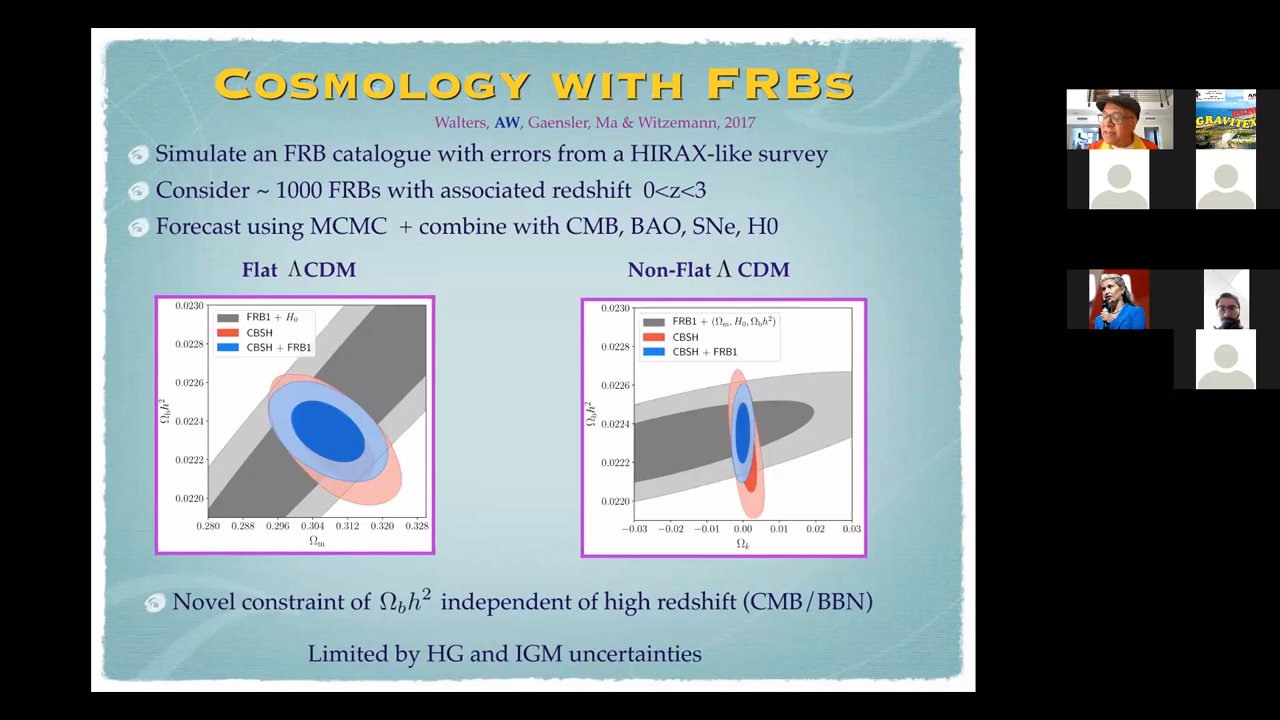 COSMOLOGY WITH FRBS
Walters, AW, Gaensler, Ma & Witzemann, 2017
Simulate an FRB catalogue with errors from a HIRAX-like survey
Consider ~ 1000 FRBs with associated redshift 0<z<3
Forecast using MCMC + combine with CMB, BAO, SNe, H0
Flat ΛCDM
Non-Flat Λ CDM
0.0230
0.0228
0.0226
0.0224
0.0222
0.0220
Ω_b h²
FRB1 + H₀
CBSH
CBSH + FRB1
0.280 0.288 0.296 0.304 0.312 0.320 0.328
Ω_m
0.0230
0.0228
0.0226
0.0224
0.0222
0.0220
Ω_b h²
FRB1 + (Ω_m, H₀, Ω_b h²)
CBSH
CBSH + FRB1
−0.03 −0.02 −0.01 0.00 0.01 0.02 0.03
Ω_k
Novel constraint of Ω_b h² independent of high redshift (CMB/BBN)
Limited by HG and IGM uncertainties
GRAVITEX